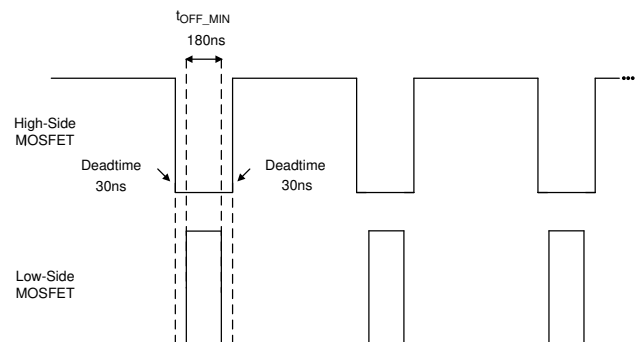 tOFF_MIN
180ns
High-Side
MOSFET
Deadtime
30ns
Deadtime
30ns
Low-Side
MOSFET